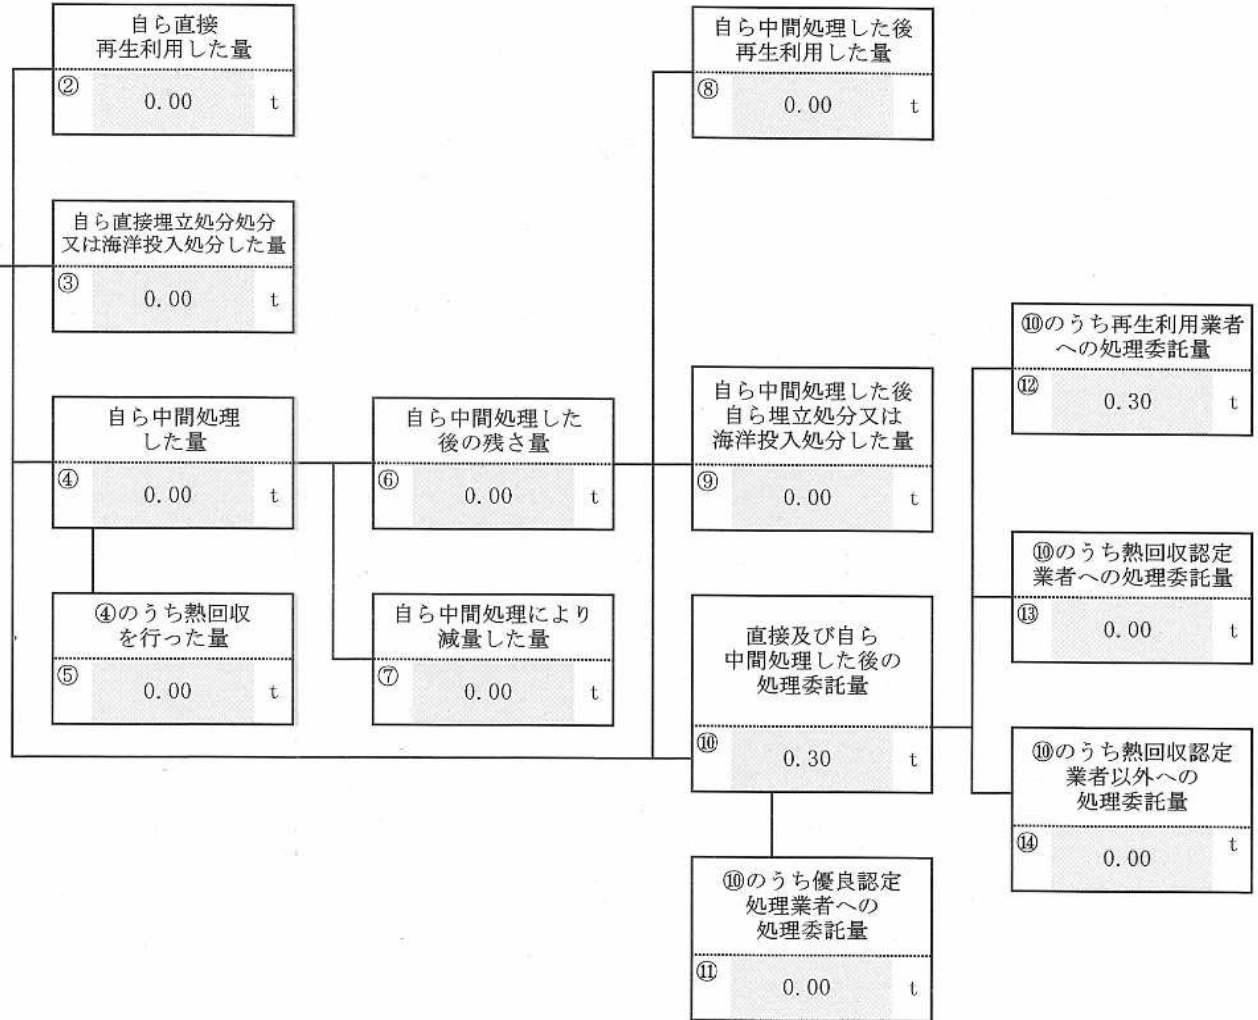 自ら直接
再生利用した量
② 0.00 t
自ら直接埋立処分処分
又は海洋投入処分した量
③ 0.00 t
自ら中間処理
した量
④ 0.00 t
④のうち熱回収
を行った量
⑤ 0.00 t
自ら中間処理した
後の残さ量
⑥ 0.00 t
自ら中間処理により
減量した量
⑦ 0.00 t
自ら中間処理した後
再生利用した量
⑧ 0.00 t
自ら中間処理した後
自ら埋立処分又は
海洋投入処分した量
⑨ 0.00 t
直接及び自ら
中間処理した後の
処理委託量
⑩ 0.30 t
⑩のうち優良認定
処理業者への
処理委託量
⑪ 0.00 t
⑩のうち再生利用業者
への処理委託量
⑫ 0.30 t
⑩のうち熱回収認定
業者への処理委託量
⑬ 0.00 t
⑩のうち熱回収認定
業者以外への
処理委託量
⑭ 0.00 t